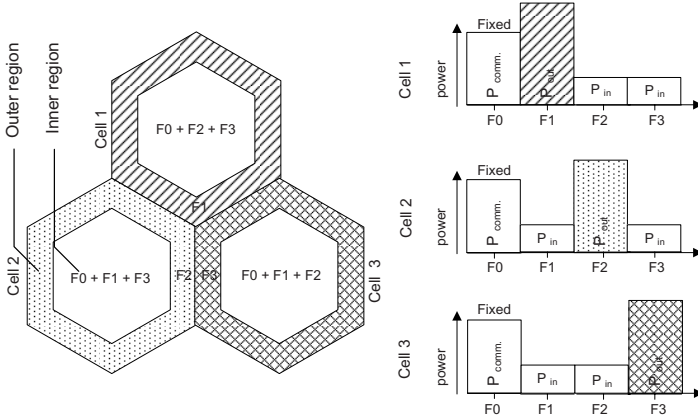 Outer region
Inner region
Cell 1
F0 + F2 + F3
F1
Cell 2
F0 + F1 + F3
F2
F3
F0 + F1 + F2
Cell 3
Cell 1
power
Fixed
P comm.
P out
P in
P in
F0 F1 F2 F3
Cell 2
power
Fixed
P comm.
P in
P out
P in
F0 F1 F2 F3
Cell 3
power
Fixed
P comm.
P in
P in
P out
F0 F1 F2 F3